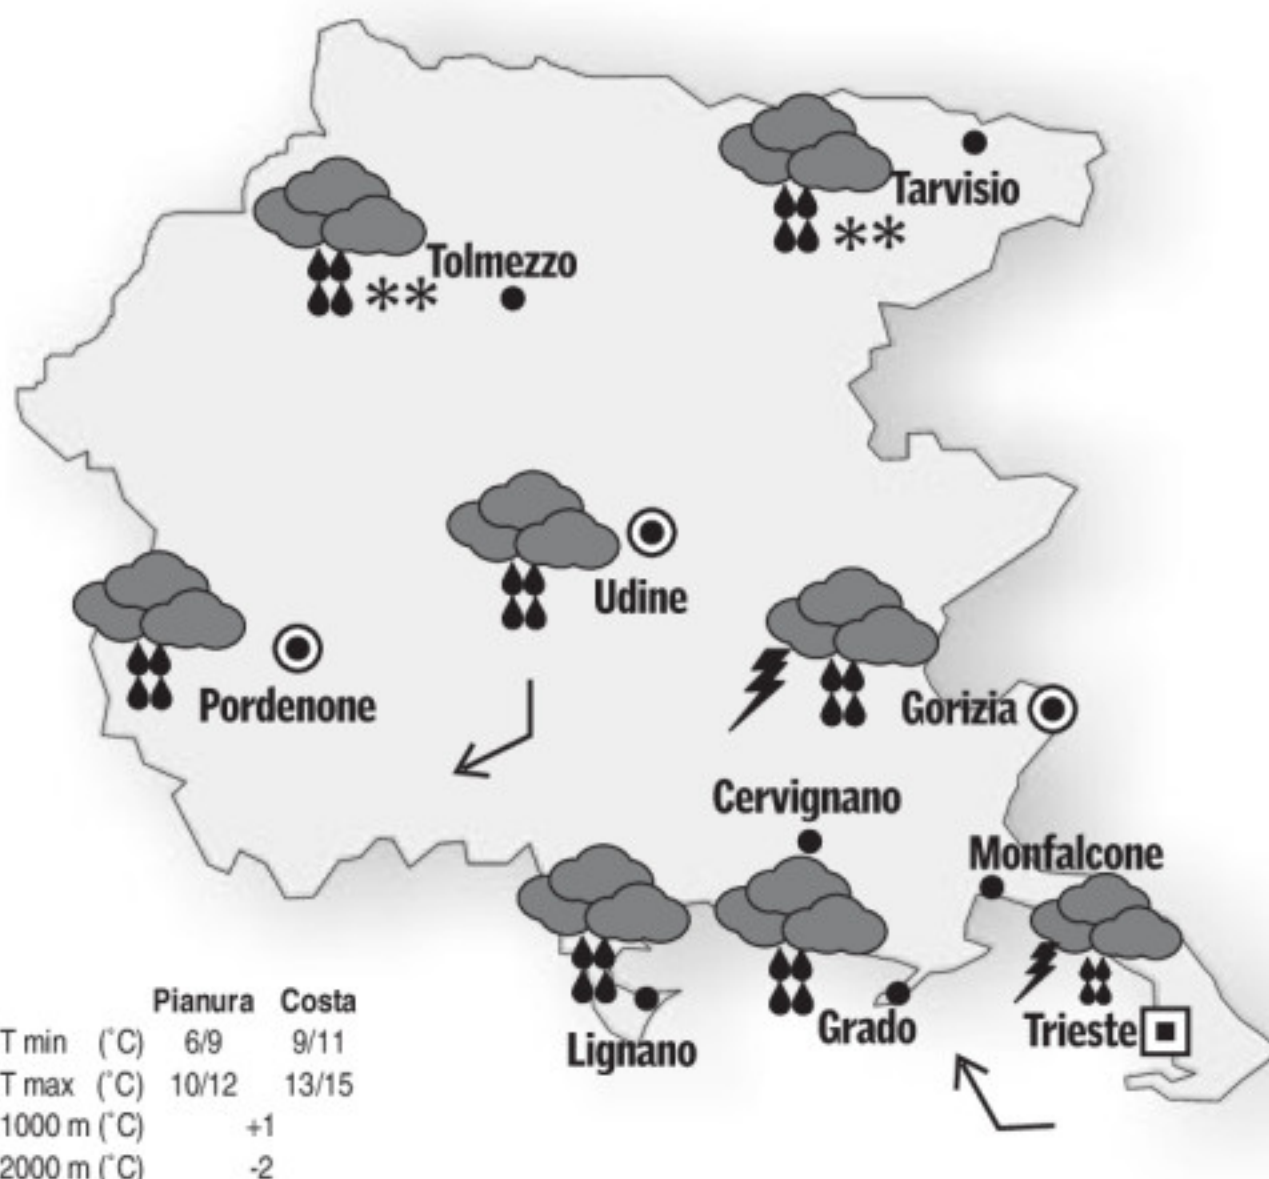 Tarvisio
Tolmezzo
Udine
Pordenone
Gorizia
Cervignano
Monfalcone
Grado
Trieste
Lignano
Pianura Costa
T min (˚C) 6/9 9/11
T max (˚C) 10/12 13/15
1000 m (˚C) +1
2000 m (˚C) -2